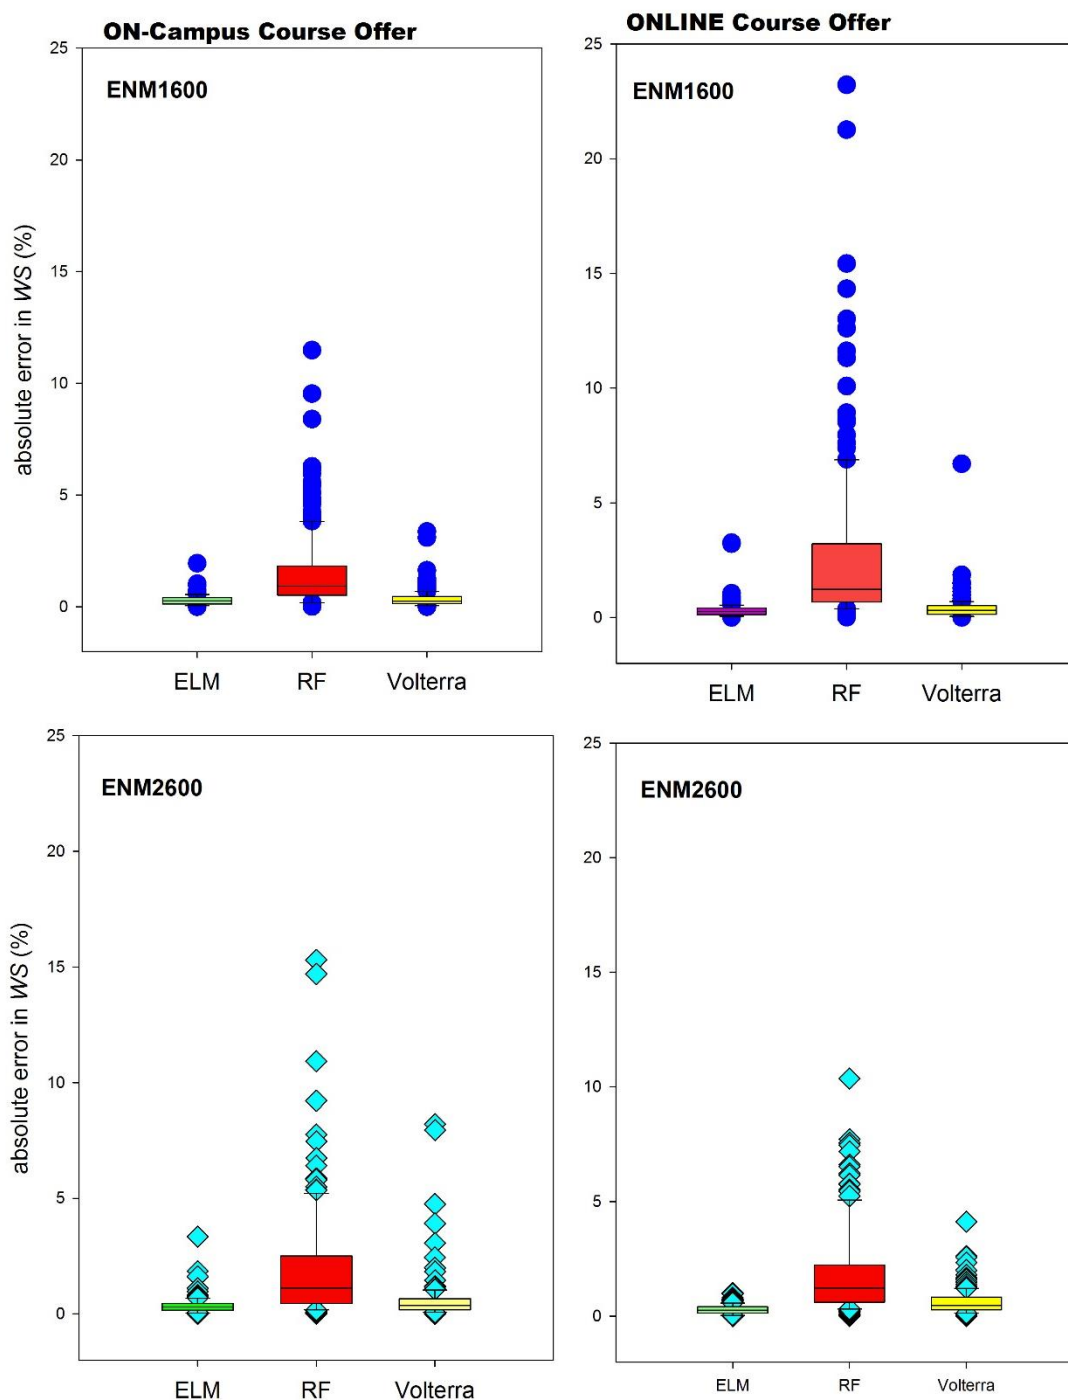 ON-Campus Course Offer
ONLINE Course Offer
25
ENM1600
20
15
10
5
0
absolute error in WS (%)
ELM RF Volterra
25
ENM1600
20
15
10
5
0
ELM RF Volterra
25
ENM2600
20
15
10
5
0
absolute error in WS (%)
ELM RF Volterra
25
ENM2600
20
15
10
5
0
ELM RF Volterra